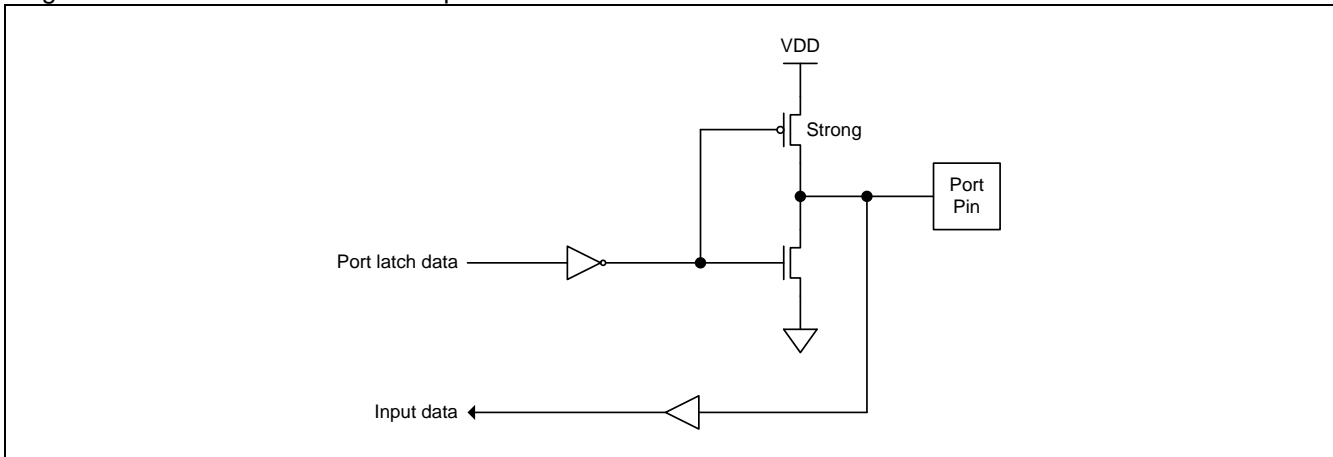 VDD
Strong
Port
Pin
Port latch data
Input data